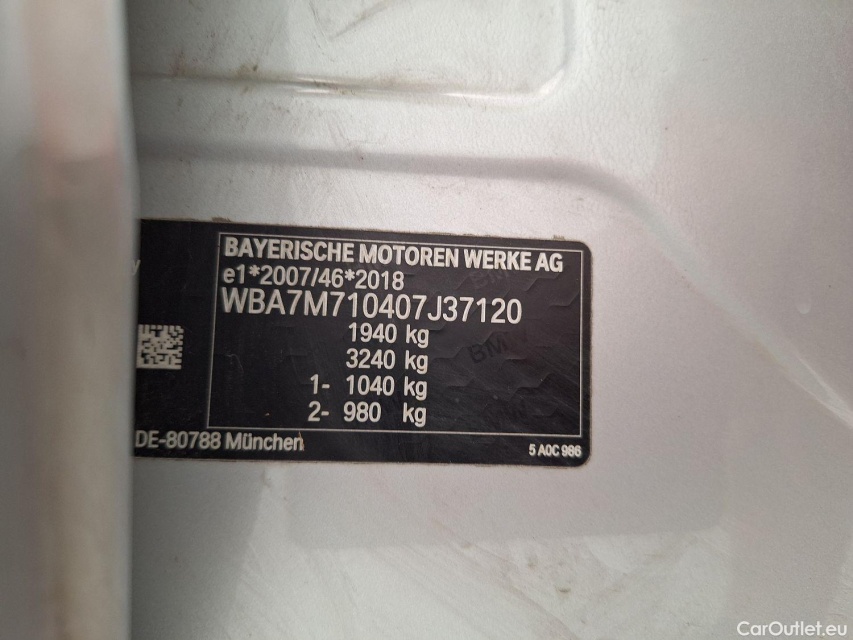 BAYERISCHE MOTOREN WERKE AG
e1*2007/46*2018
WBA7M710407J37120
1940 kg
3240 kg
1- 1040 kg
2- 980 kg
DE-80788 München
5 A0C 986
CarOutlet.eu